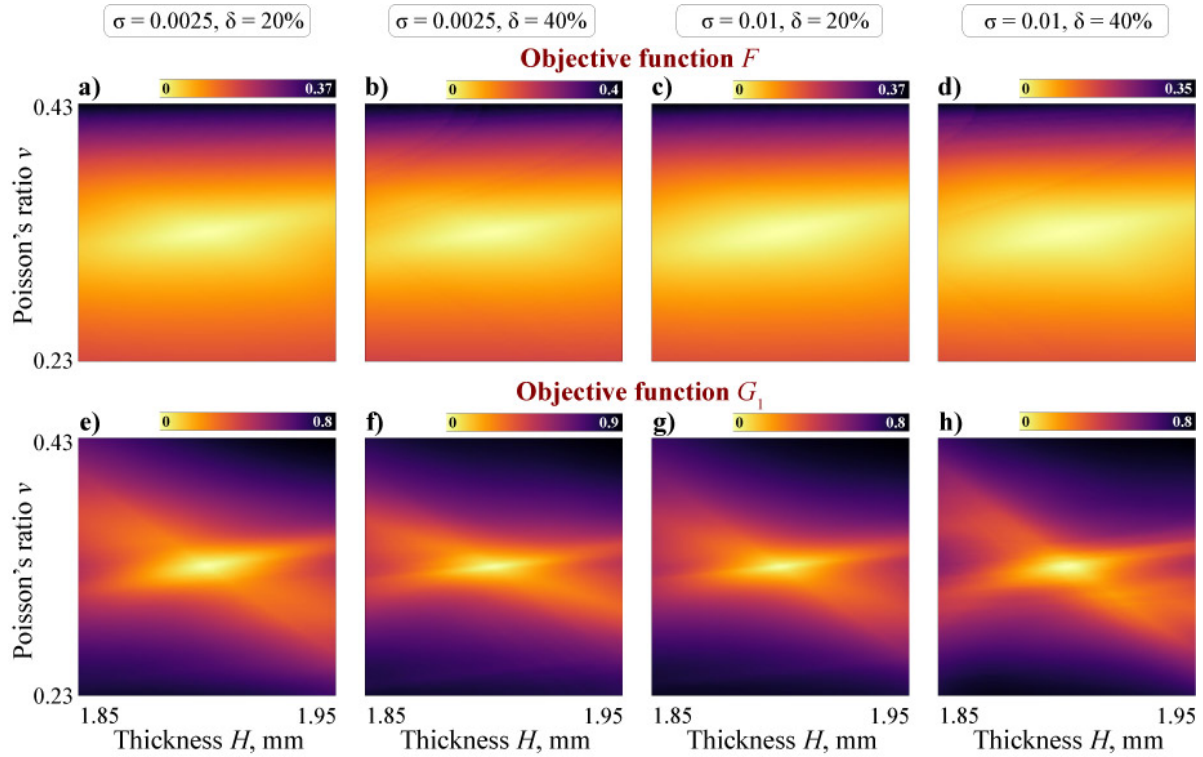 σ = 0.0025, δ = 20% σ = 0.0025, δ = 40% σ = 0.01, δ = 20% σ = 0.01, δ = 40%
Objective function F
a) 0 0.37 b) 0 0.4 c) 0 0.37 d) 0 0.35
0.43
Poisson's ratio ν
0.23
Objective function G₁
e) 0 0.8 f) 0 0.9 g) 0 0.8 h) 0 0.8
0.43
Poisson's ratio ν
0.23
1.85 1.95 1.85 1.95 1.85 1.95 1.85 1.95
Thickness H, mm Thickness H, mm Thickness H, mm Thickness H, mm